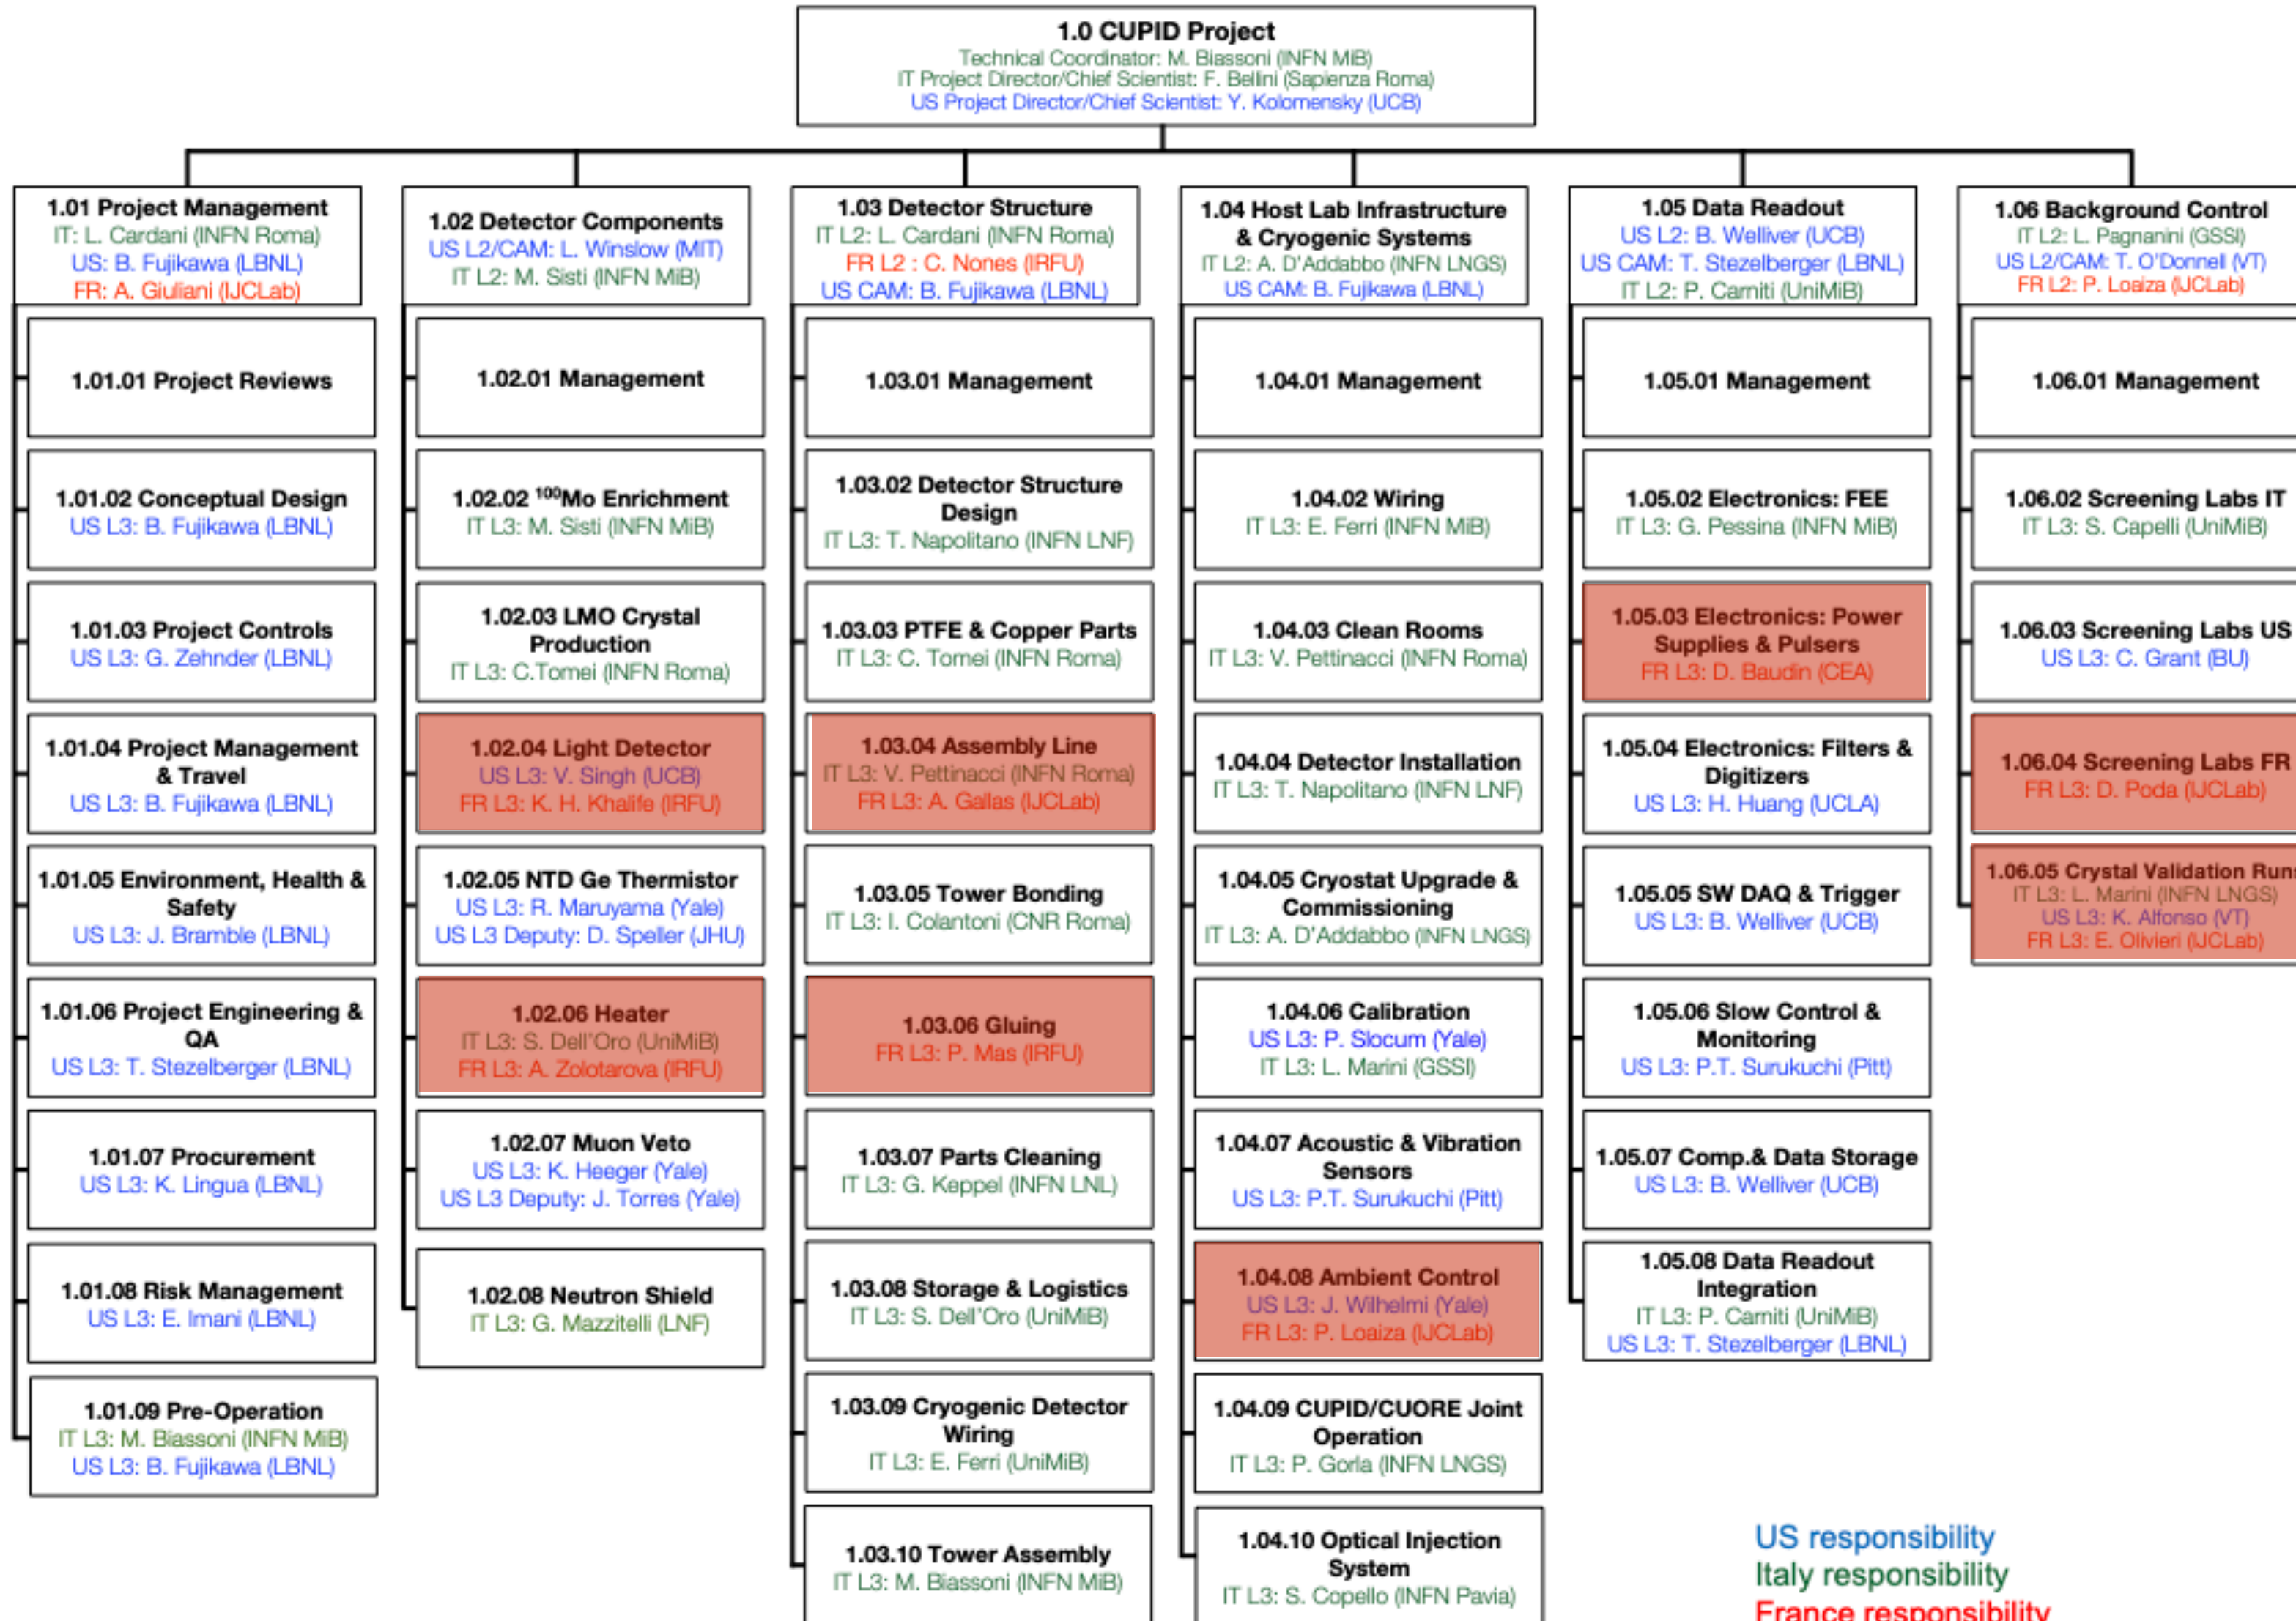 1.0 CUPID Project
Technical Coordinator: M. Biassoni (INFN MiB)
IT Project Director/Chief Scientist: F. Bellini (Sapienza Roma)
US Project Director/Chief Scientist: Y. Kolomensky (UCB)
1.01 Project Management
IT: L. Cardani (INFN Roma)
US: B. Fujikawa (LBNL)
FR: A. Giuliani (IJCLab)
1.01.01 Project Reviews
1.01.02 Conceptual Design
US L3: B. Fujikawa (LBNL)
1.01.03 Project Controls
US L3: G. Zehnder (LBNL)
1.01.04 Project Management
& Travel
US L3: B. Fujikawa (LBNL)
1.01.05 Environment, Health &
Safety
US L3: J. Bramble (LBNL)
1.01.06 Project Engineering &
QA
US L3: T. Stezelberger (LBNL)
1.01.07 Procurement
US L3: K. Lingua (LBNL)
1.01.08 Risk Management
US L3: E. Imani (LBNL)
1.01.09 Pre-Operation
IT L3: M. Biassoni (INFN MiB)
US L3: B. Fujikawa (LBNL)
1.02 Detector Components
US L2/CAM: L. Winslow (MIT)
IT L2: M. Sisti (INFN MiB)
1.02.01 Management
1.02.02 ¹⁰⁰Mo Enrichment
IT L3: M. Sisti (INFN MiB)
1.02.03 LMO Crystal
Production
IT L3: C.Tomei (INFN Roma)
1.02.04 Light Detector
US L3: V. Singh (UCB)
FR L3: K. H. Khalife (IRFU)
1.02.05 NTD Ge Thermistor
US L3: R. Maruyama (Yale)
US L3 Deputy: D. Speller (JHU)
1.02.06 Heater
IT L3: S. Dell'Oro (UniMiB)
FR L3: A. Zolotarova (IRFU)
1.02.07 Muon Veto
US L3: K. Heeger (Yale)
US L3 Deputy: J. Torres (Yale)
1.02.08 Neutron Shield
IT L3: G. Mazzitelli (LNF)
1.03 Detector Structure
IT L2: L. Cardani (INFN Roma)
FR L2 : C. Nones (IRFU)
US CAM: B. Fujikawa (LBNL)
1.03.01 Management
1.03.02 Detector Structure
Design
IT L3: T. Napolitano (INFN LNF)
1.03.03 PTFE & Copper Parts
IT L3: C. Tomei (INFN Roma)
1.03.04 Assembly Line
IT L3: V. Pettinacci (INFN Roma)
FR L3: A. Gallas (IJCLab)
1.03.05 Tower Bonding
IT L3: I. Colantoni (CNR Roma)
1.03.06 Gluing
FR L3: P. Mas (IRFU)
1.03.07 Parts Cleaning
IT L3: G. Keppel (INFN LNL)
1.03.08 Storage & Logistics
IT L3: S. Dell'Oro (UniMiB)
1.03.09 Cryogenic Detector
Wiring
IT L3: E. Ferri (UniMiB)
1.03.10 Tower Assembly
IT L3: M. Biassoni (INFN MiB)
1.04 Host Lab Infrastructure
& Cryogenic Systems
IT L2: A. D'Addabbo (INFN LNGS)
US CAM: B. Fujikawa (LBNL)
1.04.01 Management
1.04.02 Wiring
IT L3: E. Ferri (INFN MiB)
1.04.03 Clean Rooms
IT L3: V. Pettinacci (INFN Roma)
1.04.04 Detector Installation
IT L3: T. Napolitano (INFN LNF)
1.04.05 Cryostat Upgrade &
Commissioning
IT L3: A. D'Addabbo (INFN LNGS)
1.04.06 Calibration
US L3: P. Slocum (Yale)
IT L3: L. Marini (GSSI)
1.04.07 Acoustic & Vibration
Sensors
US L3: P.T. Surukuchi (Pitt)
1.04.08 Ambient Control
US L3: J. Wilhelmi (Yale)
FR L3: P. Loaiza (IJCLab)
1.04.09 CUPID/CUORE Joint
Operation
IT L3: P. Gorla (INFN LNGS)
1.04.10 Optical Injection
System
IT L3: S. Copello (INFN Pavia)
1.05 Data Readout
US L2: B. Welliver (UCB)
US CAM: T. Stezelberger (LBNL)
IT L2: P. Carniti (UniMiB)
1.05.01 Management
1.05.02 Electronics: FEE
IT L3: G. Pessina (INFN MiB)
1.05.03 Electronics: Power
Supplies & Pulsers
FR L3: D. Baudin (CEA)
1.05.04 Electronics: Filters &
Digitizers
US L3: H. Huang (UCLA)
1.05.05 SW DAQ & Trigger
US L3: B. Welliver (UCB)
1.05.06 Slow Control &
Monitoring
US L3: P.T. Surukuchi (Pitt)
1.05.07 Comp.& Data Storage
US L3: B. Welliver (UCB)
1.05.08 Data Readout
Integration
IT L3: P. Carniti (UniMiB)
US L3: T. Stezelberger (LBNL)
1.06 Background Control
IT L2: L. Pagnanini (GSSI)
US L2/CAM: T. O'Donnell (VT)
FR L2: P. Loaiza (IJCLab)
1.06.01 Management
1.06.02 Screening Labs IT
IT L3: S. Capelli (UniMiB)
1.06.03 Screening Labs US
US L3: C. Grant (BU)
1.06.04 Screening Labs FR
FR L3: D. Poda (IJCLab)
1.06.05 Crystal Validation Runs
IT L3: L. Marini (INFN LNGS)
US L3: K. Alfonso (VT)
FR L3: E. Olivieri (IJCLab)
US responsibility
Italy responsibility
France responsibility